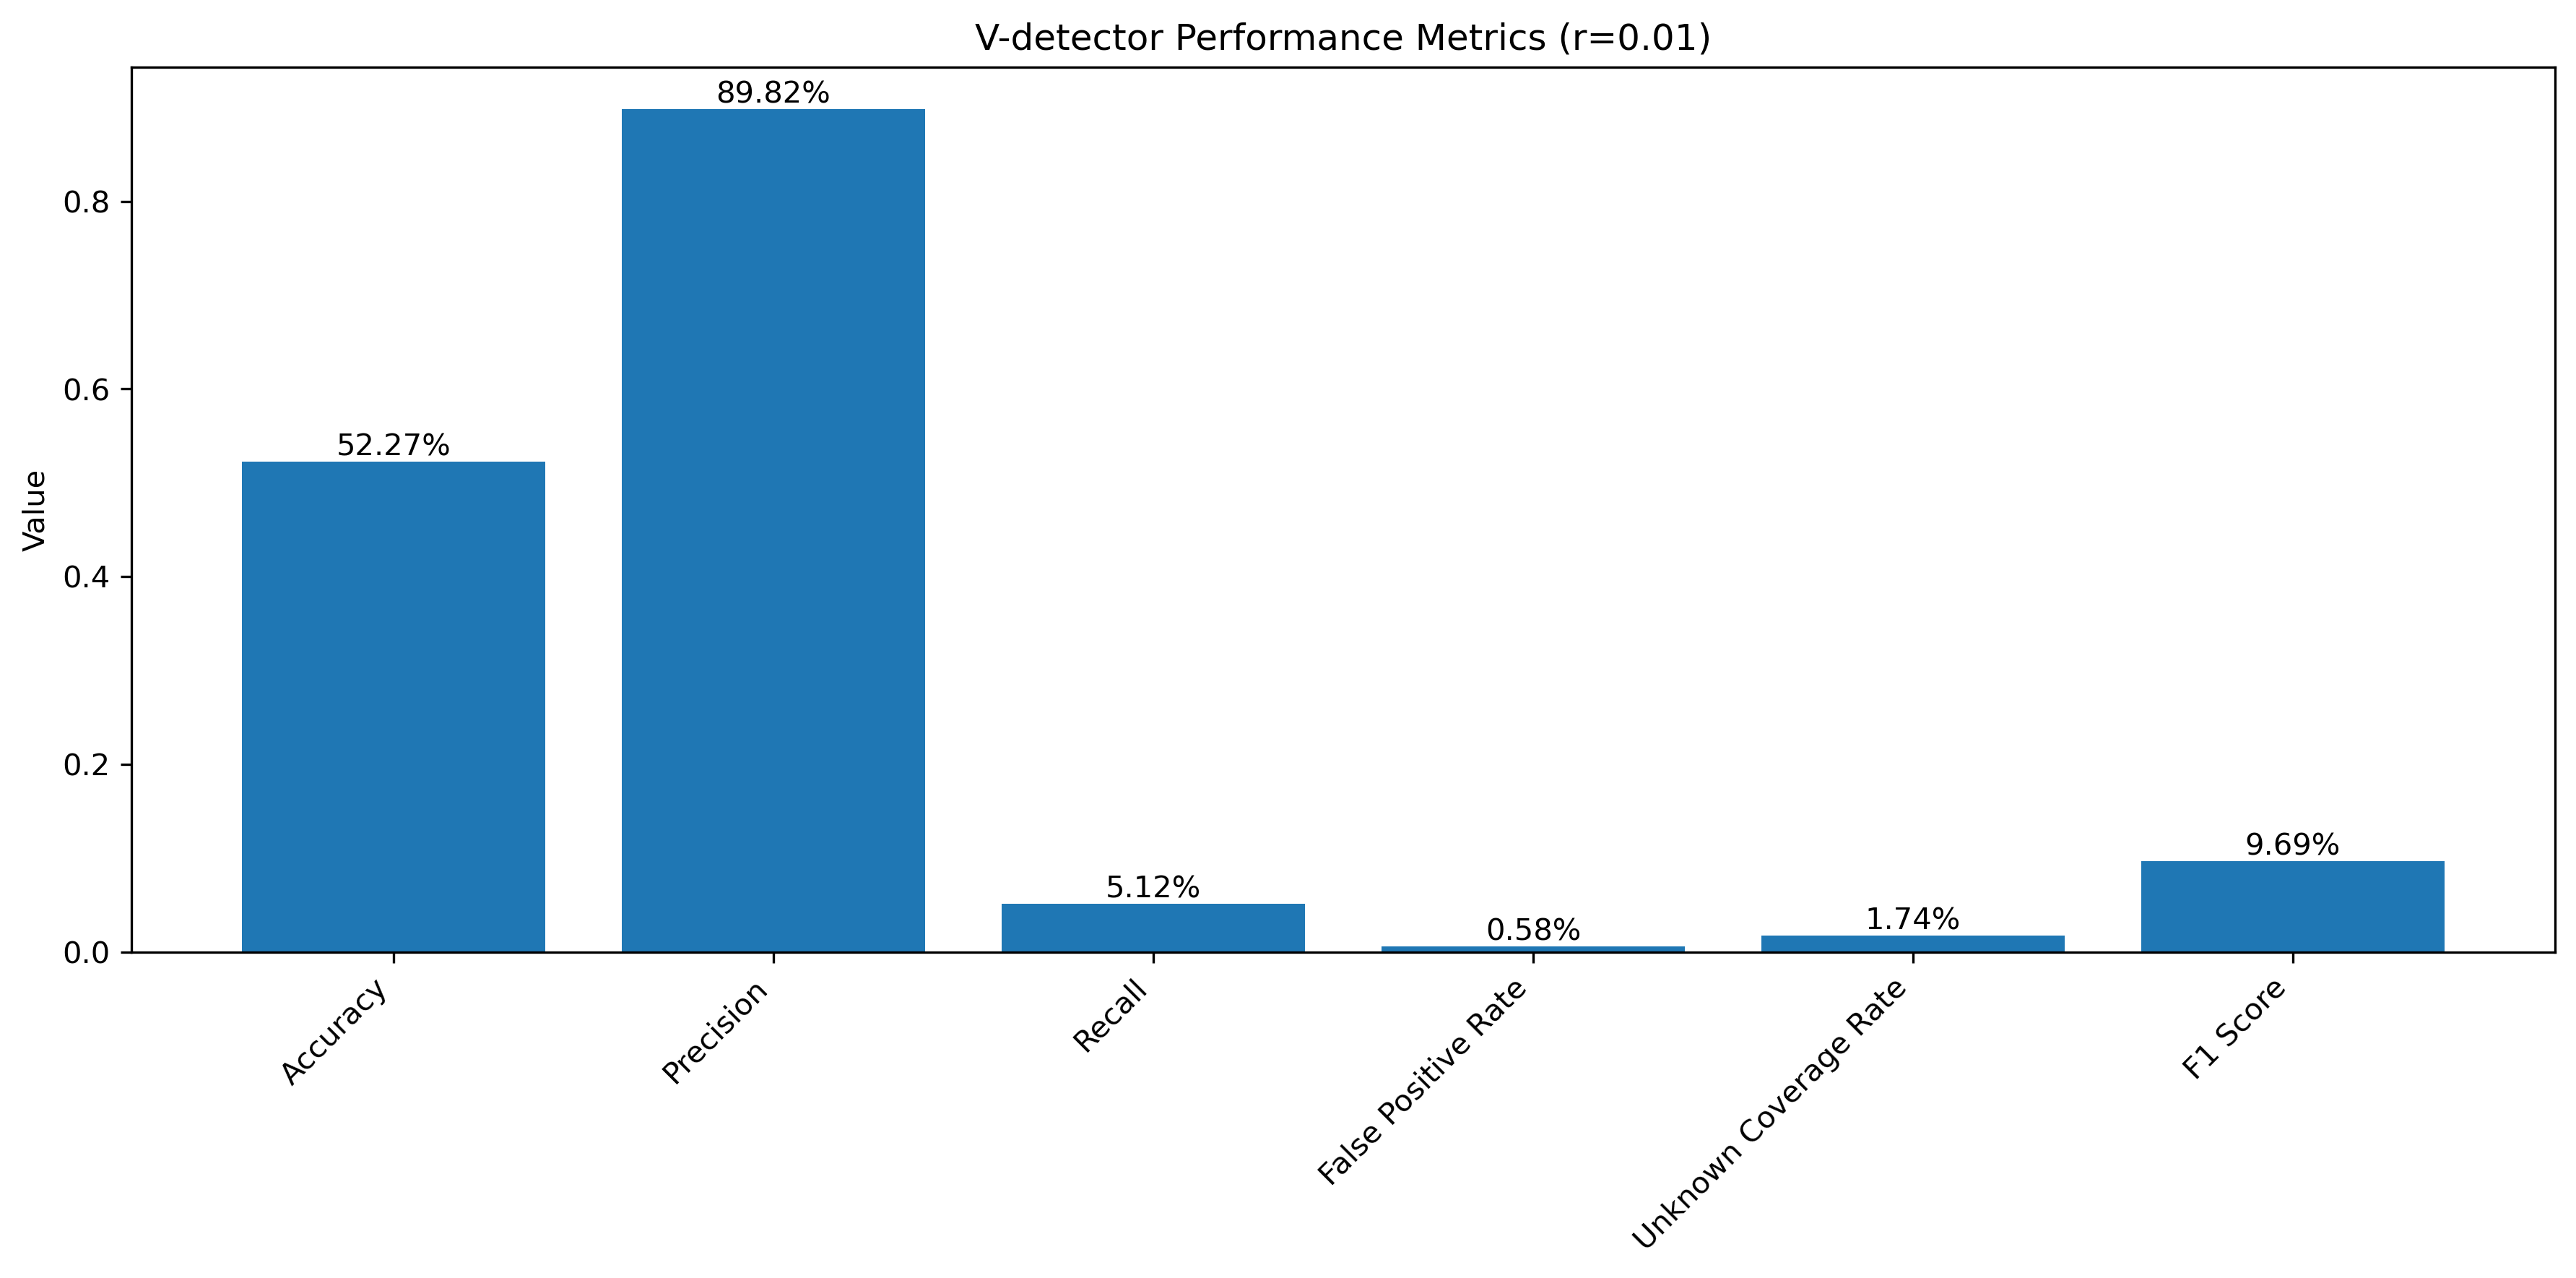 V-detector Performance Metrics (r=0.01)
Value
0.8
0.6
0.4
0.2
0.0
52.27%
89.82%
5.12%
0.58%
1.74%
9.69%
Accuracy
Precision
Recall
False Positive Rate
Unknown Coverage Rate
F1 Score